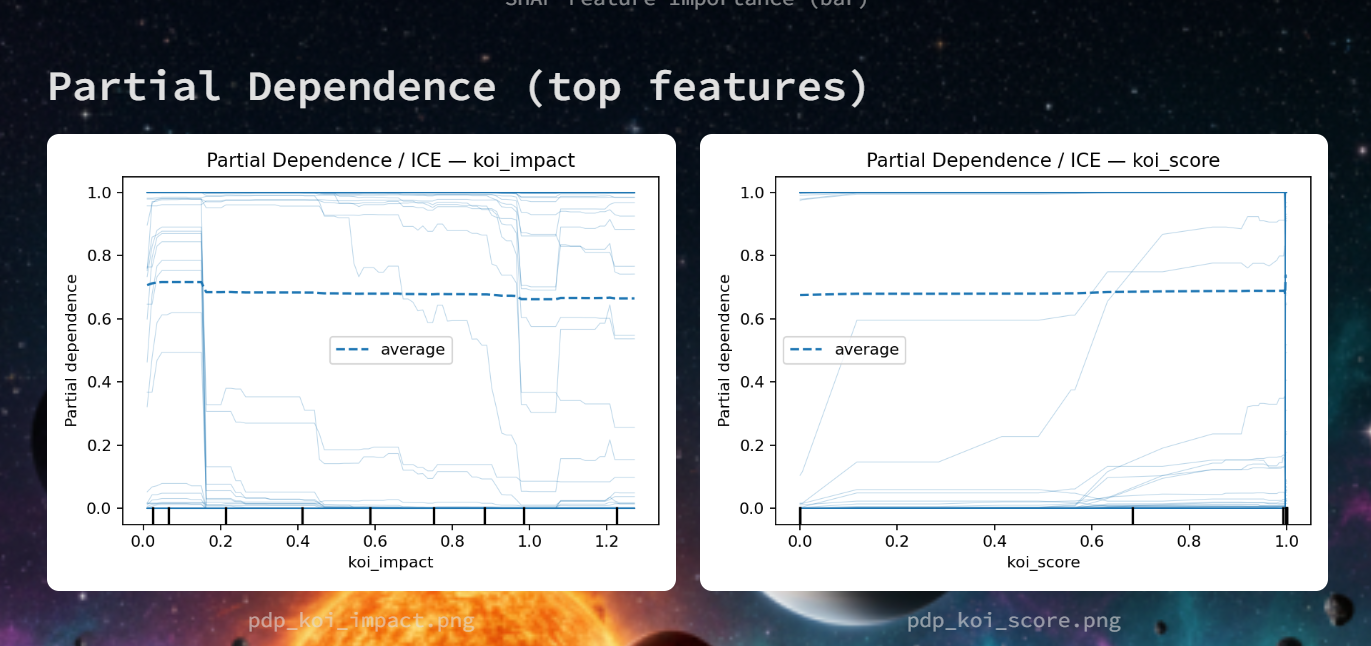 SHAP Feature Importance (bar)
Partial Dependence (top features)
Partial Dependence / ICE — koi_impact
1.0
0.8
0.6
0.4
0.2
0.0
Partial dependence
average
0.0 0.2 0.4 0.6 0.8 1.0 1.2
koi_impact
pdp_koi_impact.png
Partial Dependence / ICE — koi_score
1.0
0.8
0.6
0.4
0.2
0.0
Partial dependence
average
0.0 0.2 0.4 0.6 0.8 1.0
koi_score
pdp_koi_score.png